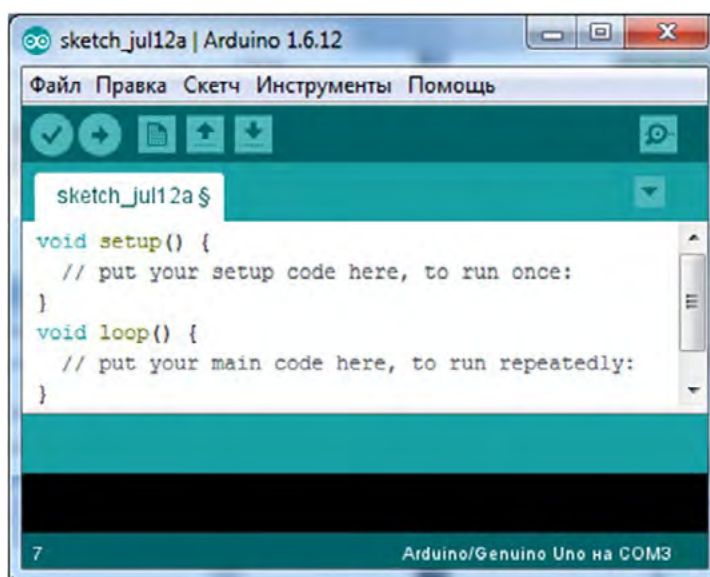 sketch_jul12a | Arduino 1.6.12
Файл Правка Скетч Инструменты Помощь
sketch_jul12a §
void setup() {
  // put your setup code here, to run once:
}
void loop() {
  // put your main code here, to run repeatedly:
}
7 Arduino/Genuino Uno на COM3